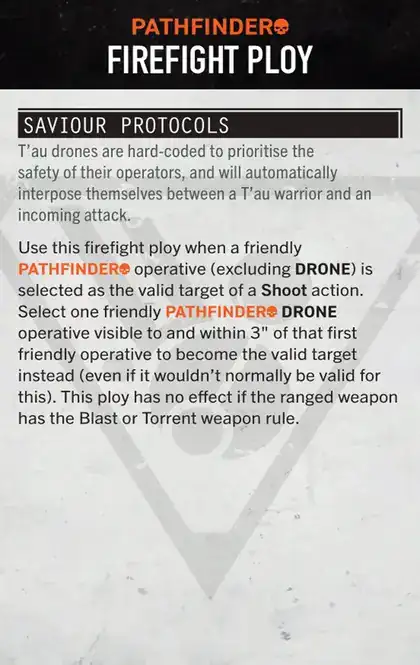 PATHFINDER
FIREFIGHT PLOY
SAVIOUR PROTOCOLS
T’au drones are hard-coded to prioritise the
safety of their operators, and will automatically
interpose themselves between a T’au warrior and an
incoming attack.
Use this firefight ploy when a friendly
PATHFINDER operative (excluding DRONE) is
selected as the valid target of a Shoot action.
Select one friendly PATHFINDER DRONE
operative visible to and within 3" of that first
friendly operative to become the valid target
instead (even if it wouldn’t normally be valid for
this). This ploy has no effect if the ranged weapon
has the Blast or Torrent weapon rule.